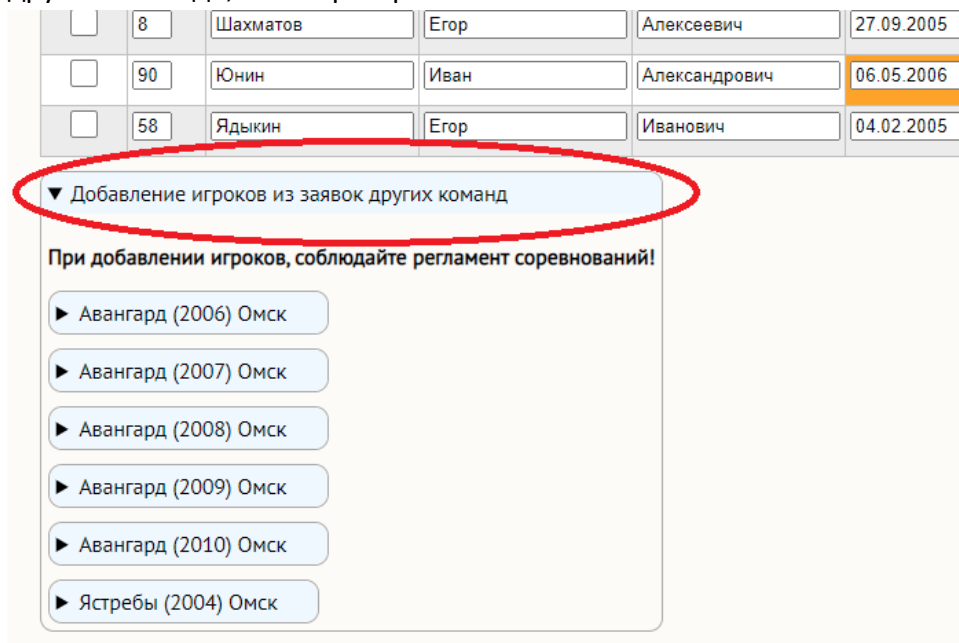 8 Шахматов Егор Алексеевич 27.09.2005
90 Юнин Иван Александрович 06.05.2006
58 Ядыкин Егор Иванович 04.02.2005
▼ Добавление игроков из заявок других команд
При добавлении игроков, соблюдайте регламент соревнований!
► Авангард (2006) Омск
► Авангард (2007) Омск
► Авангард (2008) Омск
► Авангард (2009) Омск
► Авангард (2010) Омск
► Ястребы (2004) Омск